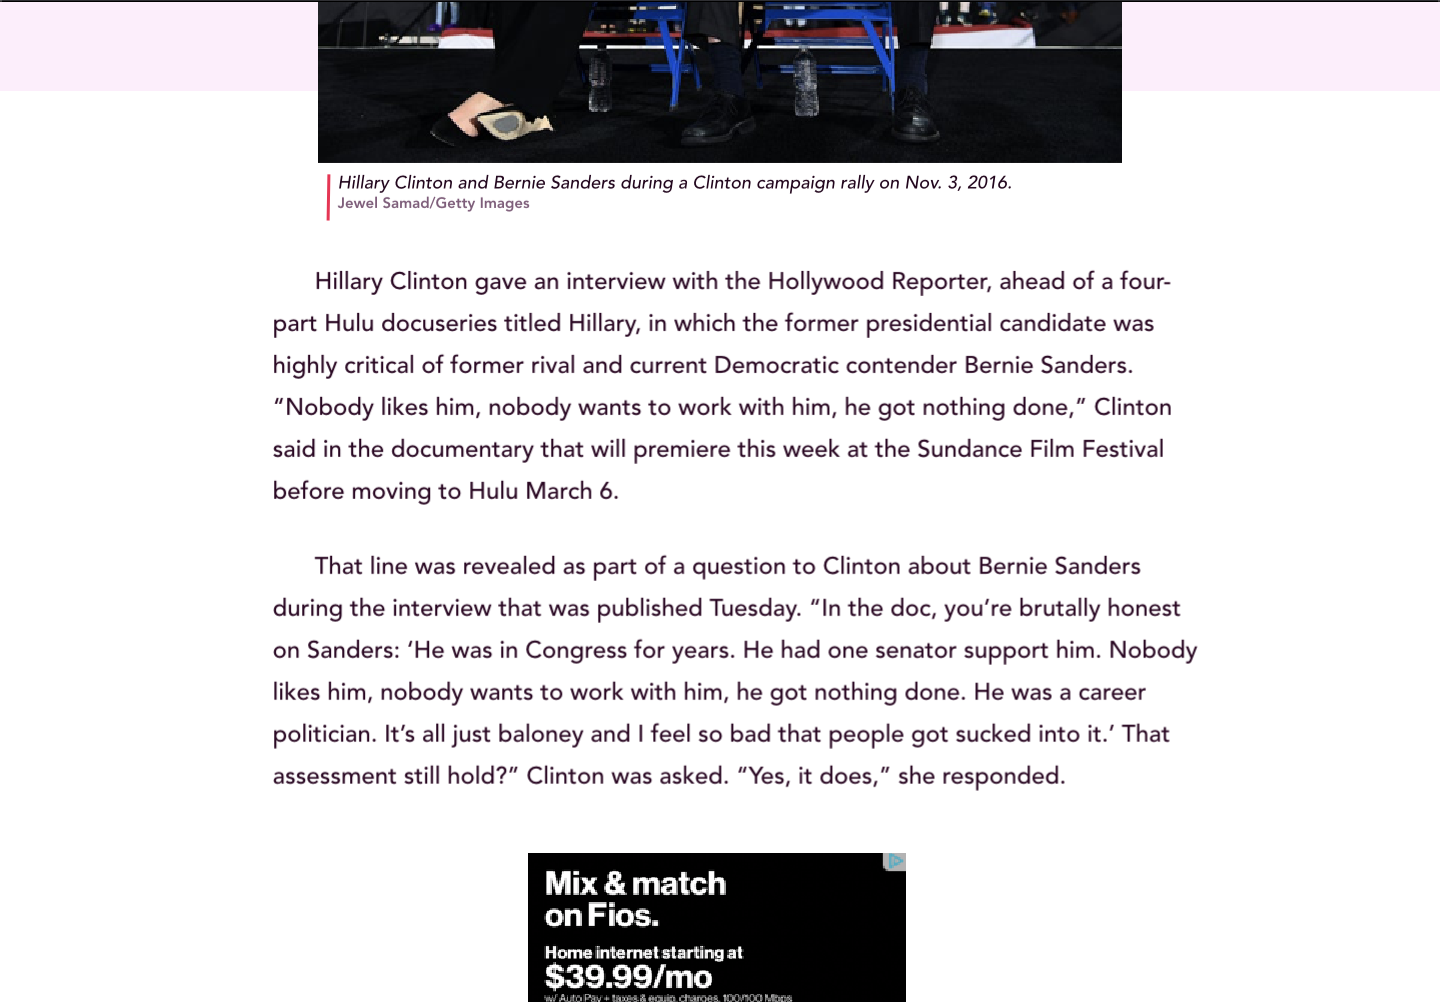 Hillary Clinton and Bernie Sanders during a Clinton campaign rally on Nov. 3, 2016.
Jewel Samad/Getty Images
Hillary Clinton gave an interview with the Hollywood Reporter, ahead of a four-
part Hulu docuseries titled Hillary, in which the former presidential candidate was
highly critical of former rival and current Democratic contender Bernie Sanders.
“Nobody likes him, nobody wants to work with him, he got nothing done,” Clinton
said in the documentary that will premiere this week at the Sundance Film Festival
before moving to Hulu March 6.
That line was revealed as part of a question to Clinton about Bernie Sanders
during the interview that was published Tuesday. “In the doc, you’re brutally honest
on Sanders: ‘He was in Congress for years. He had one senator support him. Nobody
likes him, nobody wants to work with him, he got nothing done. He was a career
politician. It’s all just baloney and I feel so bad that people got sucked into it.’ That
assessment still hold?” Clinton was asked. “Yes, it does,” she responded.
Mix & match
on Fios.
Home internet starting at
$39.99/mo
w/ Auto Pay + taxes & equip. charges. 100/100 Mbps